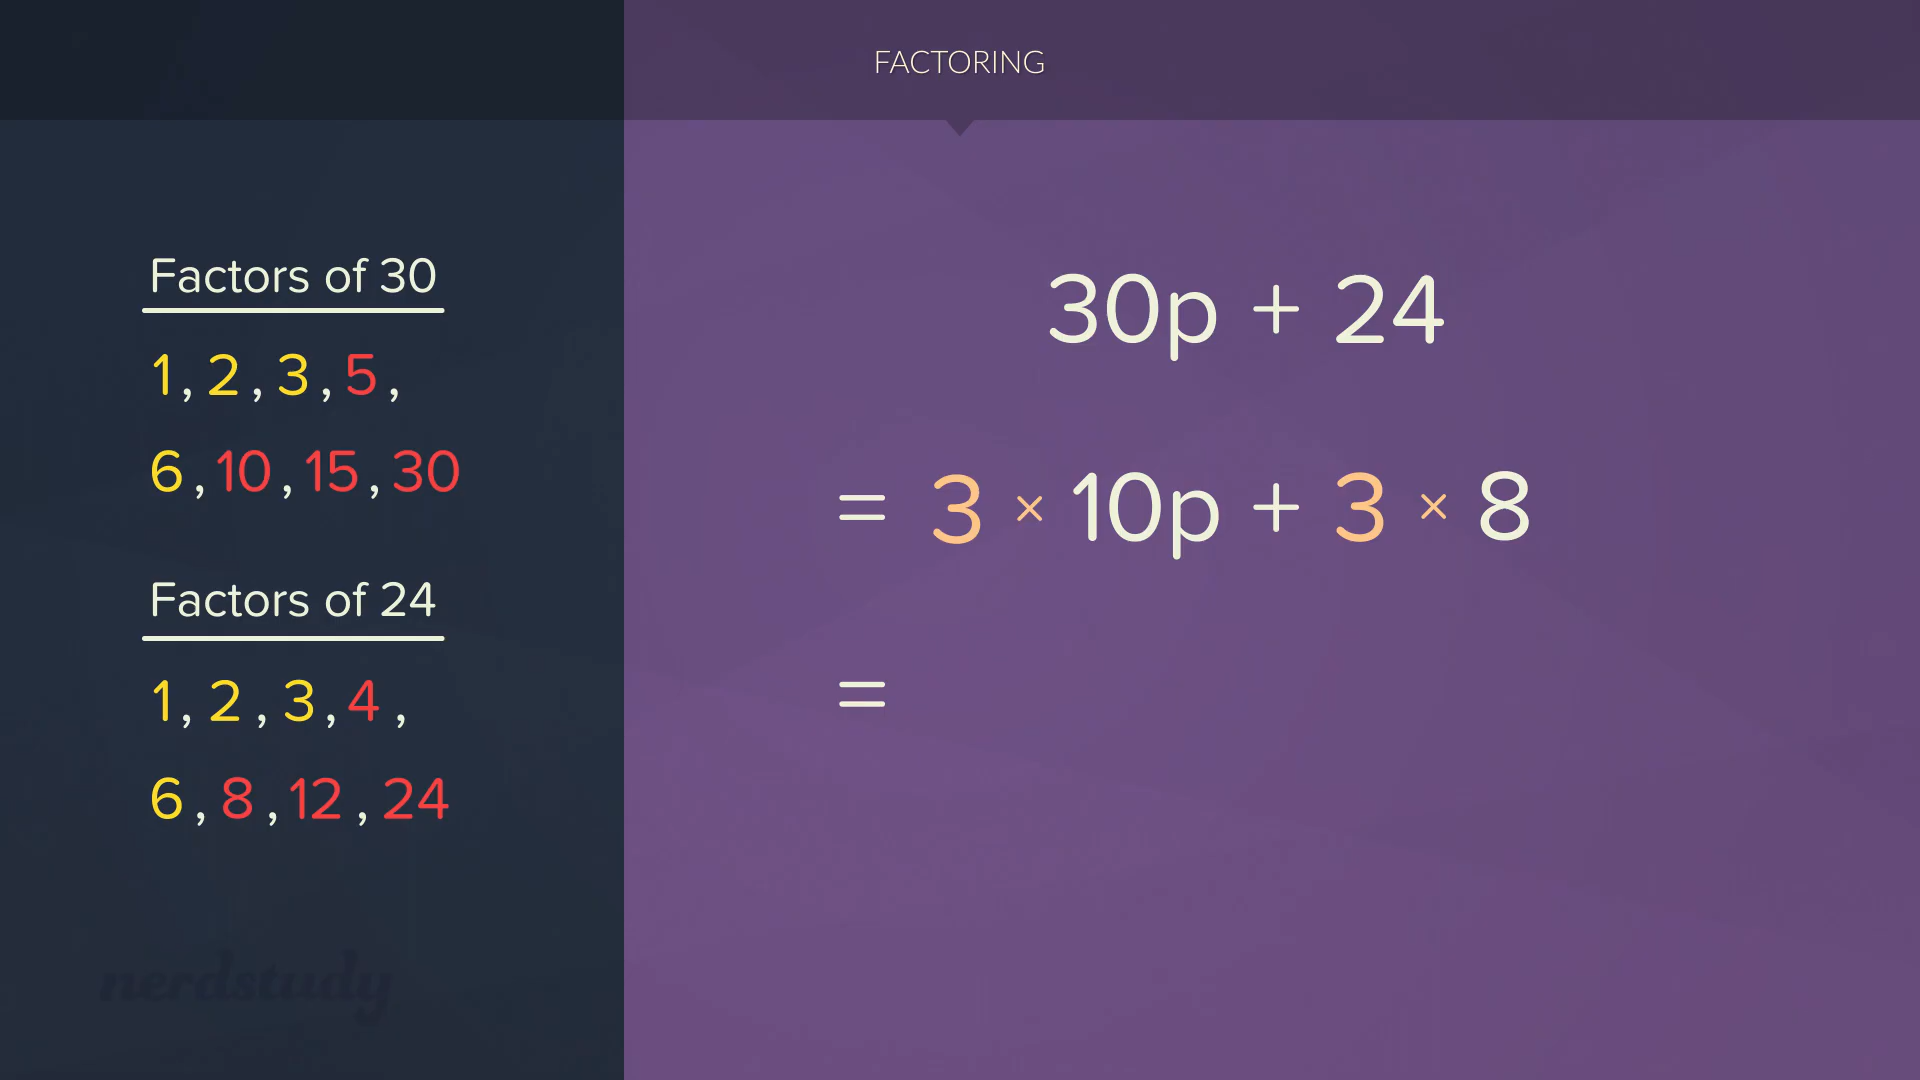 FACTORING
Factors of 30
1, 2, 3, 5,
6, 10, 15, 30
Factors of 24
1, 2, 3, 4,
6, 8, 12, 24
30p + 24
= 3 × 10p + 3 × 8
=
nerdstudy